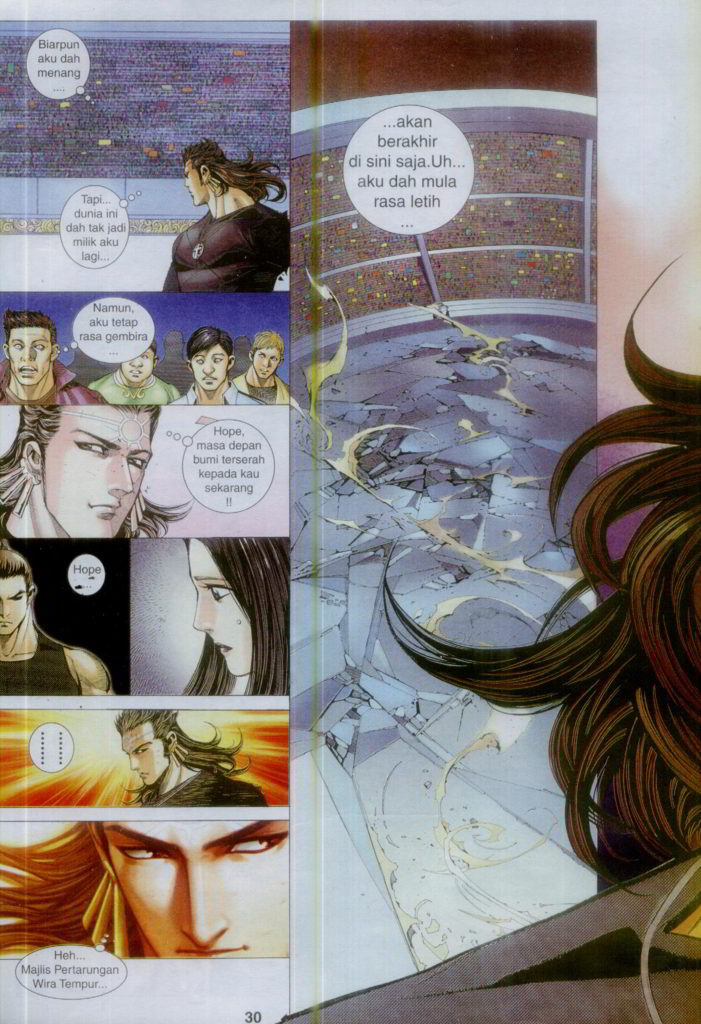 Biarpun
aku dah
menang
....
Tapi...
dunia ini
dah tak jadi
milik aku
lagi...
Namun,
aku tetap
rasa gembira
....
Hope,
masa depan
bumi terserah
kepada kau
sekarang
!!
Hope
....
Heh...
Majlis Pertarungan
Wira Tempur...
...akan
berakhir
di sini saja.Uh...
aku dah mula
rasa letih
...
30